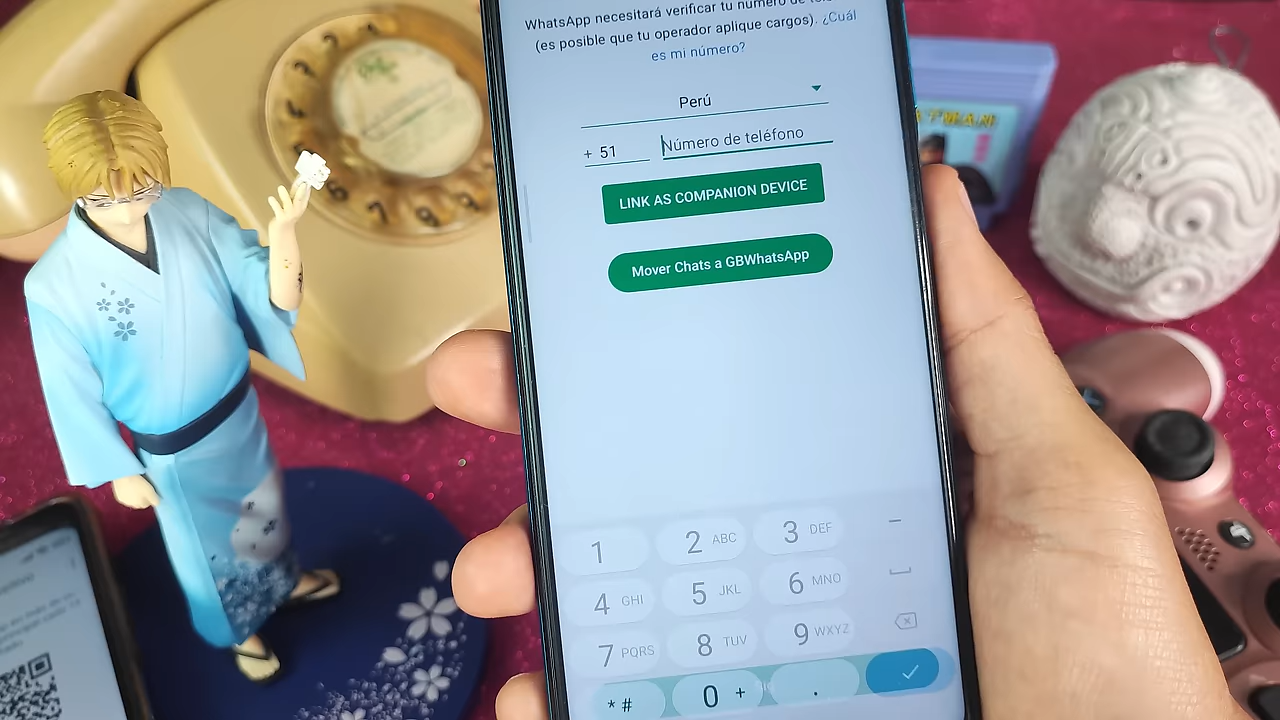 WhatsApp necesitará verificar tu número de
(es posible que tu operador aplique cargos). ¿Cuál
es mi número?
Perú
+ 51
Número de teléfono
LINK AS COMPANION DEVICE
Mover Chats a GBWhatsApp
1
2 ABC
3 DEF
4 GHI
5 JKL
6 MNO
7 PQRS
8 TUV
9 WXYZ
* #
0 +
.